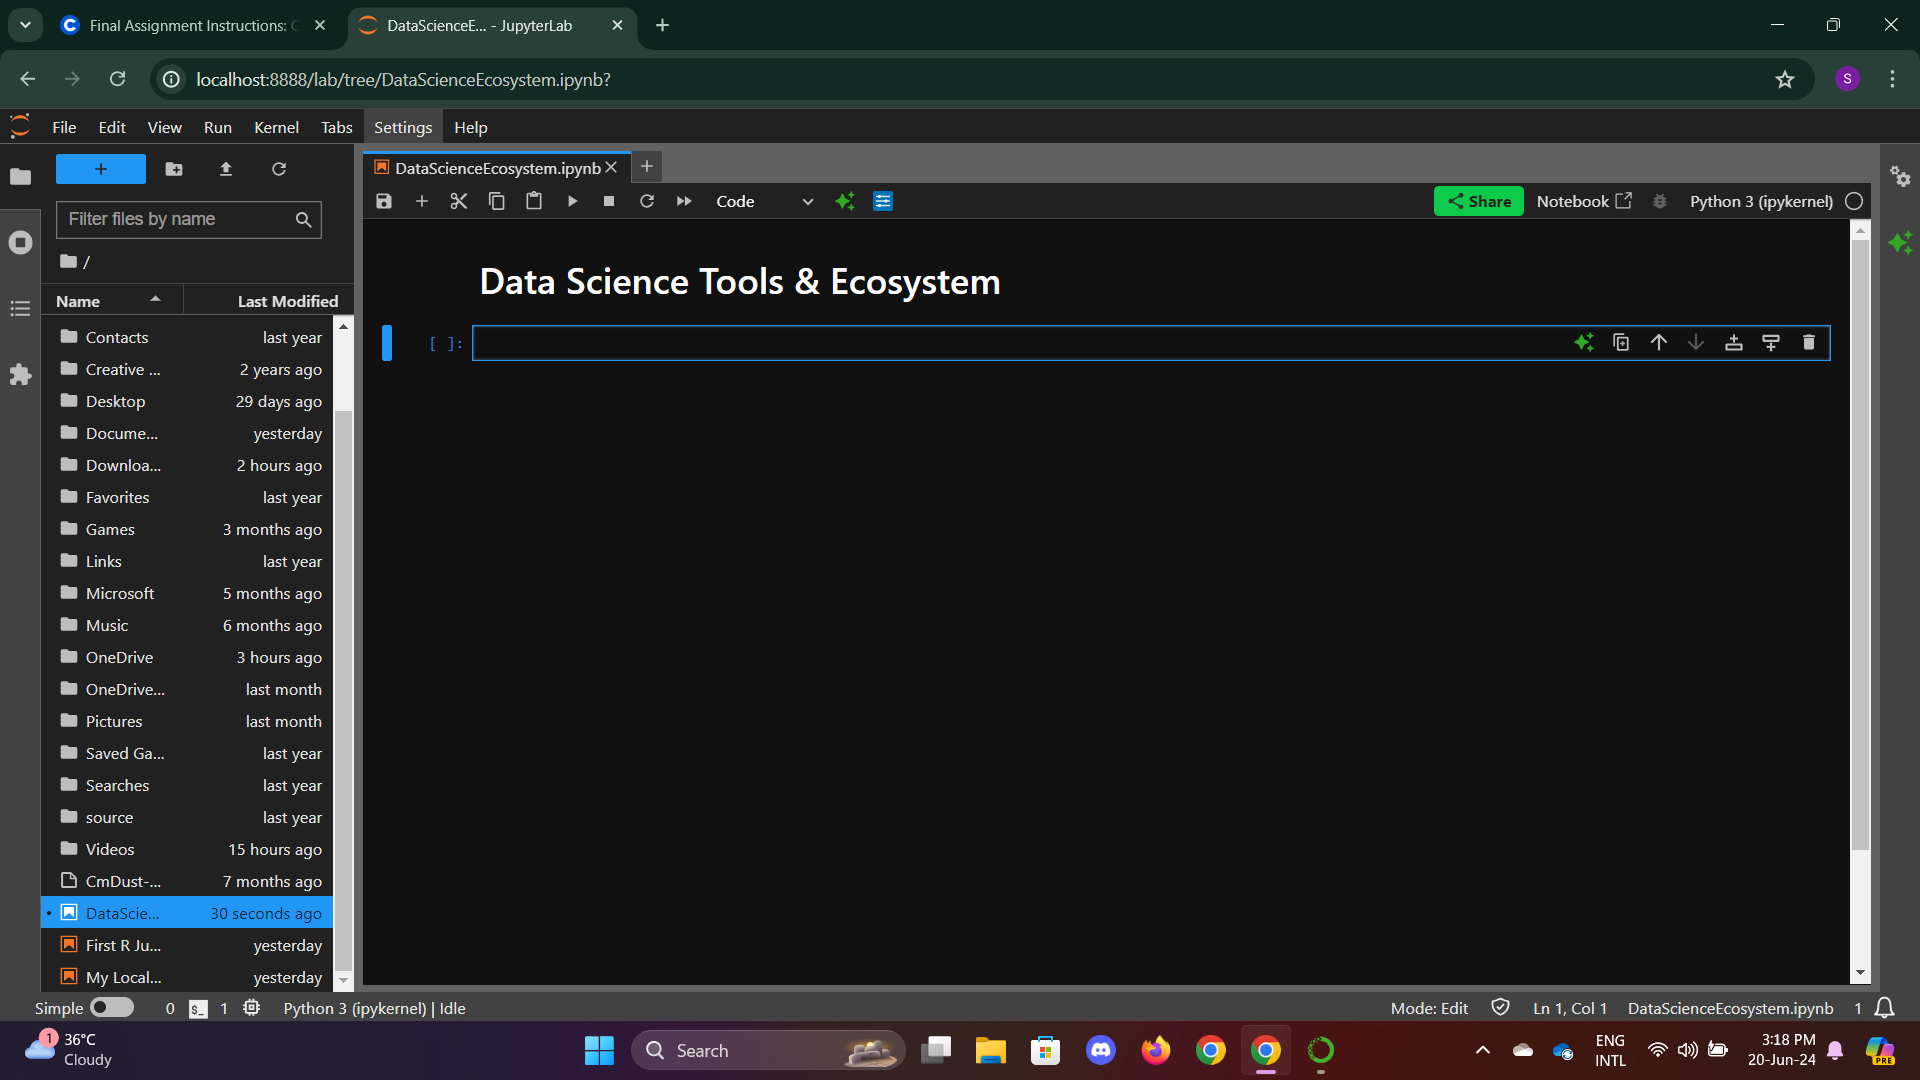 Final Assignment Instructions: C
DataScienceE... - JupyterLab
localhost:8888/lab/tree/DataScienceEcosystem.ipynb?
S
File Edit View Run Kernel Tabs Settings Help
DataScienceEcosystem.ipynb
Code
Share
Notebook
Python 3 (ipykernel)
Filter files by name
/
Name Last Modified
Contacts last year
Creative ... 2 years ago
Desktop 29 days ago
Docume... yesterday
Downloa... 2 hours ago
Favorites last year
Games 3 months ago
Links last year
Microsoft 5 months ago
Music 6 months ago
OneDrive 3 hours ago
OneDrive... last month
Pictures last month
Saved Ga... last year
Searches last year
source last year
Videos 15 hours ago
CmDust-... 7 months ago
DataScie... 30 seconds ago
First R Ju... yesterday
My Local... yesterday
Data Science Tools & Ecosystem
[ ]:
Simple 0 $_ 1 Python 3 (ipykernel) | Idle
Mode: Edit Ln 1, Col 1 DataScienceEcosystem.ipynb 1
1
36°C
Cloudy
Search
ENG
INTL
3:18 PM
20-Jun-24
PRE